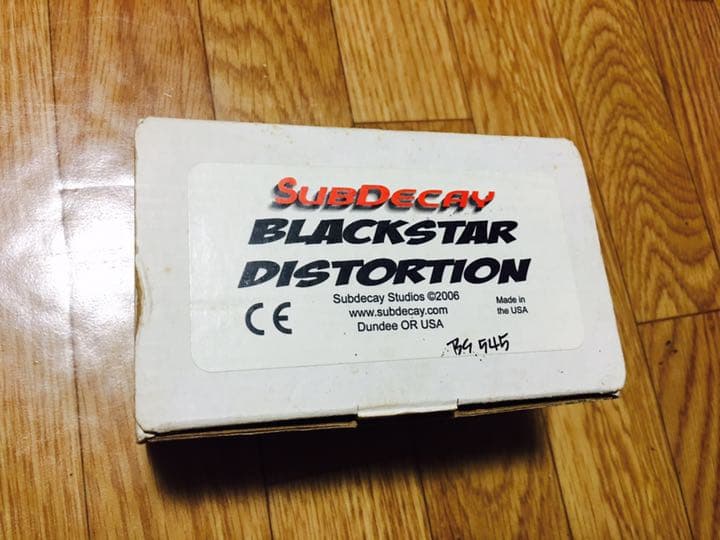 SUBDECAY
BLACKSTAR
DISTORTION
Subdecay Studios ©2006
www.subdecay.com
Dundee OR USA
CE
Made in
the USA
BS 545